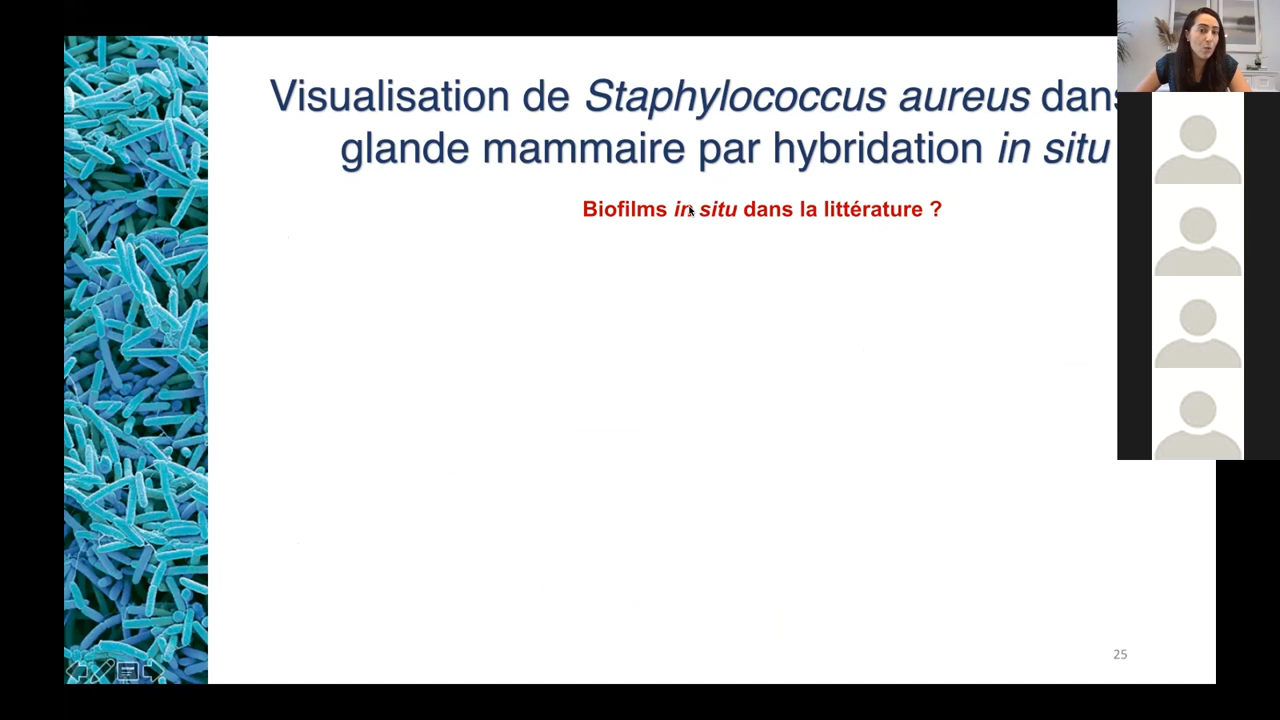 Visualisation de Staphylococcus aureus dans
glande mammaire par hybridation in situ
Biofilms in situ dans la littérature ?
25